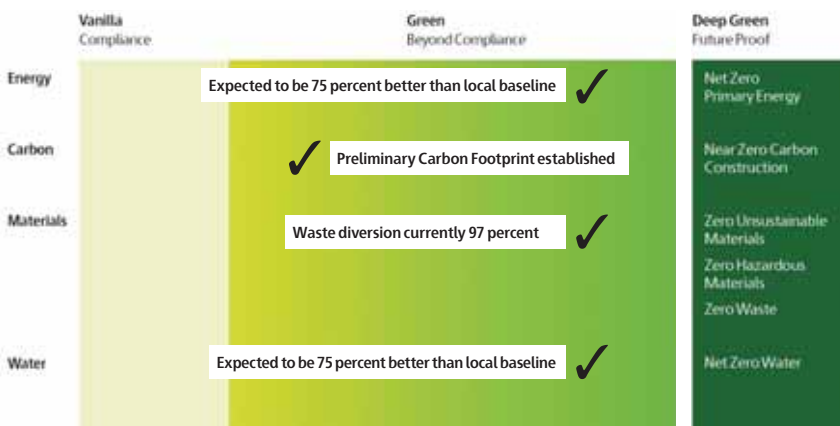 Vanilla
Compliance
Green
Beyond Compliance
Deep Green
Future Proof
Energy
Expected to be 75 percent better than local baseline
Net Zero
Primary Energy
Carbon
Preliminary Carbon Footprint established
Near Zero Carbon
Construction
Materials
Waste diversion currently 97 percent
Zero Unsustainable
Materials
Zero Hazardous
Materials
Zero Waste
Water
Expected to be 75 percent better than local baseline
Net Zero Water